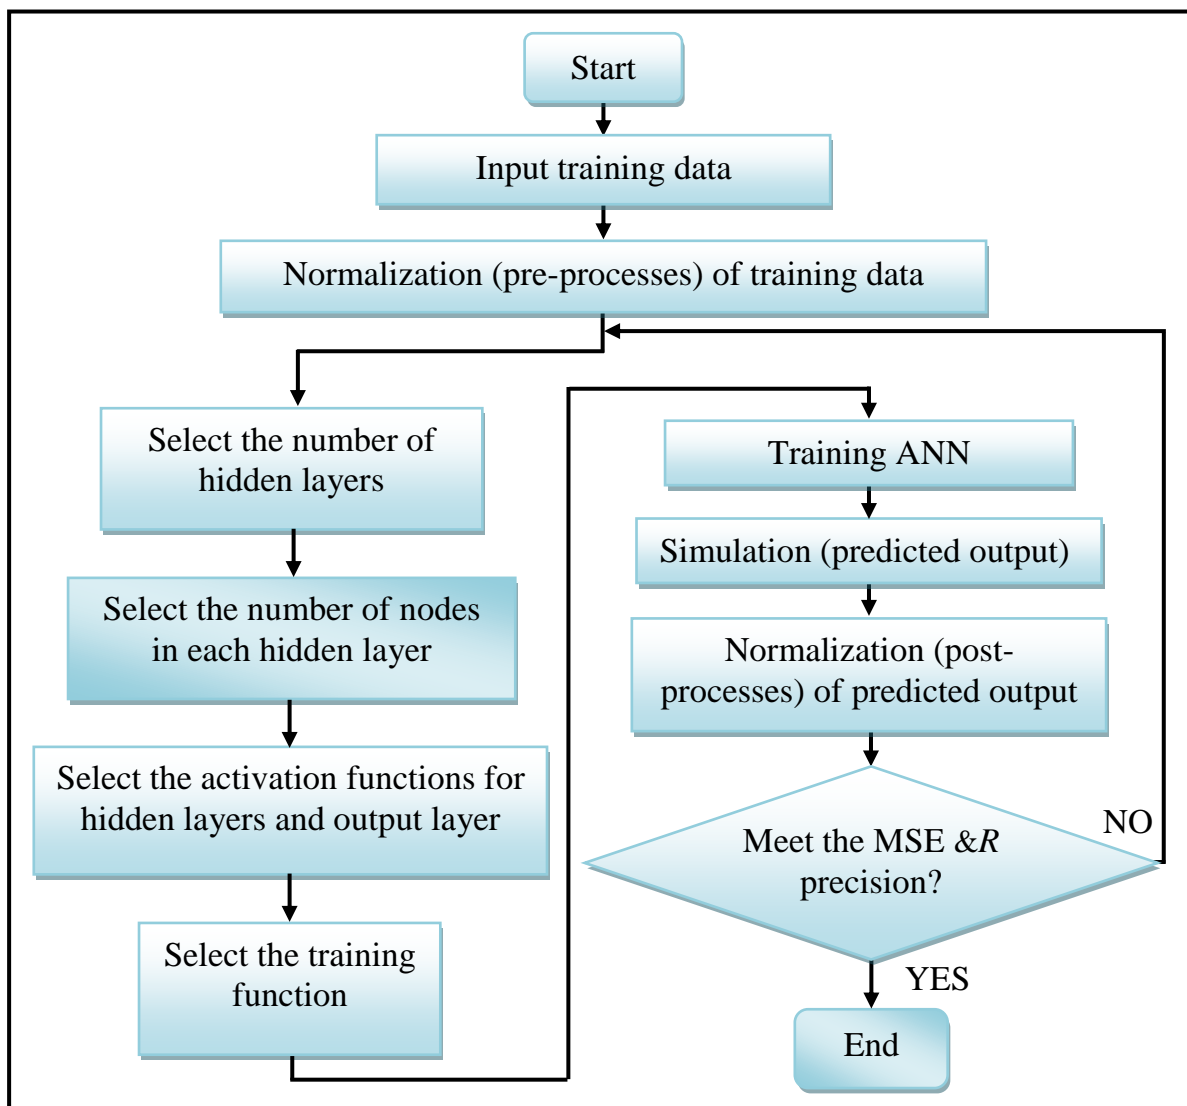 Start
Input training data
Normalization (pre-processes) of training data
Select the number of
hidden layers
Select the number of nodes
in each hidden layer
Select the activation functions for
hidden layers and output layer
Select the training
function
Training ANN
Simulation (predicted output)
Normalization (post-
processes) of predicted output
Meet the MSE &R
precision?
NO
YES
End